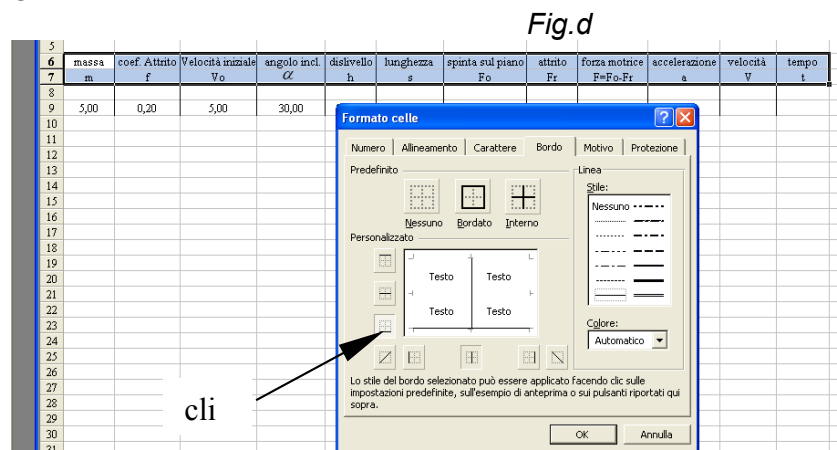 Fig.d
5
6 massa coef. Attrito Velocità iniziale angolo incl. dislivello lunghezza spinta sul piano attrito forza motrice accelerazione velocità tempo
7 m f Vo α h s Fo Fr F=Fo-Fr a V t
8
9 5,00 0,20 5,00 30,00
10
11
12
13
14
15
16
17
18
19
20
21
22
23
24
25
26
27
28
29
30
31
Formato celle
Numero Allineamento Carattere Bordo Motivo Protezione
Predefinito
Nessuno Bordato Interno
Personalizzato
Testo Testo
Testo Testo
Linea
Stile:
Nessuno
Colore:
Automatico
Lo stile del bordo selezionato può essere applicato facendo clic sulle
impostazioni predefinite, sull'esempio di anteprima o sui pulsanti riportati qui
sopra.
OK Annulla
cli